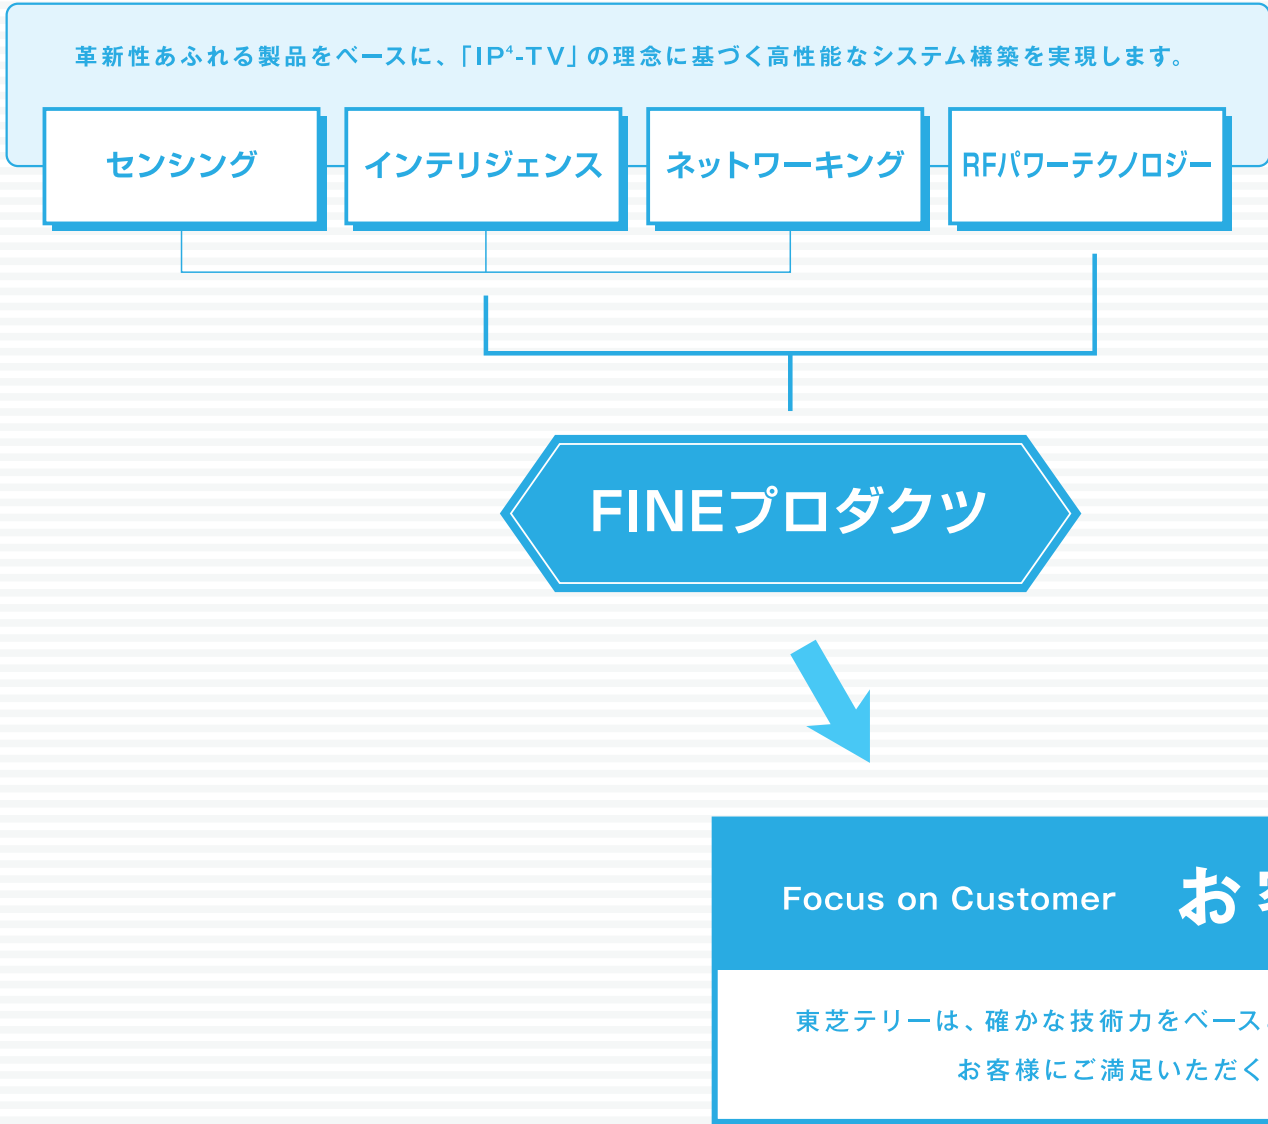 革新性あふれる製品をベースに、「IP⁴-TV」の理念に基づく高性能なシステム構築を実現します。
センシング
インテリジェンス
ネットワーキング
RFパワーテクノロジー
FINEプロダクツ
Focus on Customer お客
東芝テリーは、確かな技術力をベース
お客様にご満足いただく